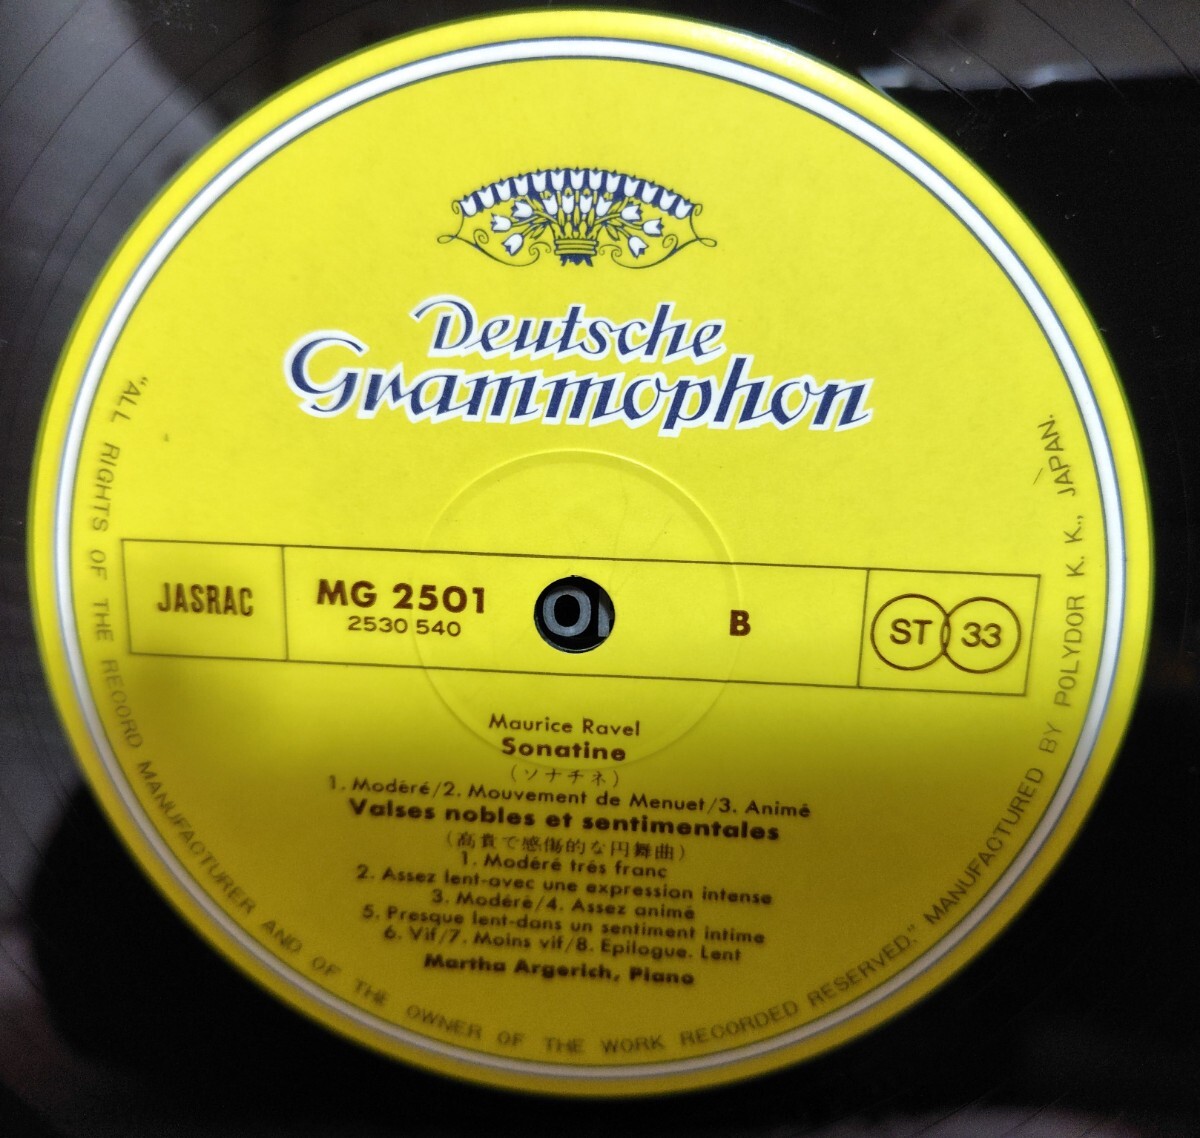 Deutsche
Grammophon
JASRAC
MG 2501
2530 540
B
ST 33
Maurice Ravel
Sonatine
(ソナチネ)
1. Modéré/2. Mouvement de Menuet/3. Animé
Valses nobles et sentimentales
(高貴で感傷的な円舞曲)
1. Modéré trés franc
2. Assez lent-avec une expression intense
3. Modéré/4. Assez animé
5. Presque lent-dans un sentiment intime
6. Vif/7. Moins vif/8. Epilogue. Lent
Martha Argerich, Piano
"ALL RIGHTS OF THE RECORD MANUFACTURER AND OF THE OWNER OF THE WORK RECORDED RESERVED." MANUFACTURED BY POLYDOR K. K., JAPAN.